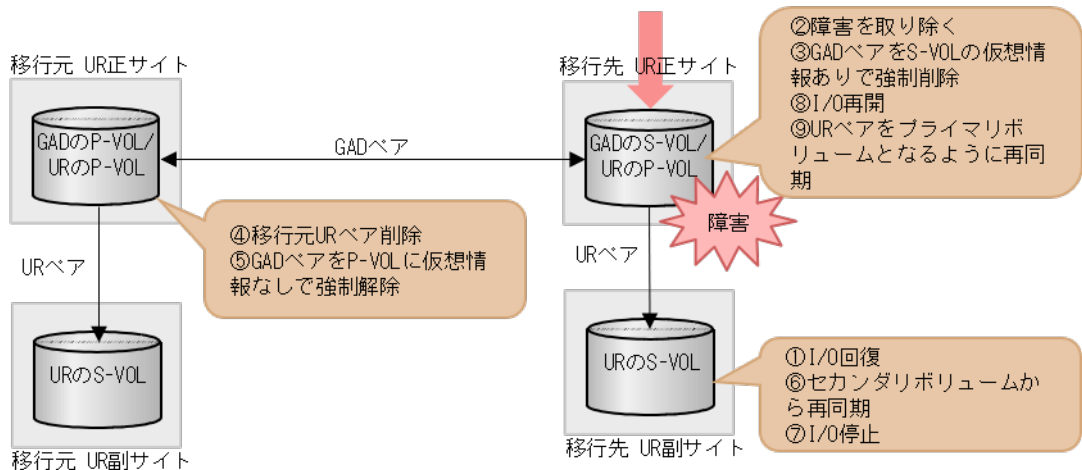 移行元 UR正サイト
GADのP-VOL/
URのP-VOL
GADペア
移行先 UR正サイト
GADのS-VOL/
URのP-VOL
障害
②障害を取り除く
③GADペアをS-VOLの仮想情
報ありで強制削除
⑧I/O再開
⑨URペアをプライマリボ
リュームとなるように再同
期
④移行元URペア削除
⑤GADペアをP-VOLに仮想情
報なしで強制解除
URペア
URペア
URのS-VOL
移行元 UR副サイト
URのS-VOL
移行先 UR副サイト
①I/O回復
⑥セカンダリボリュームか
ら再同期
⑦I/O停止